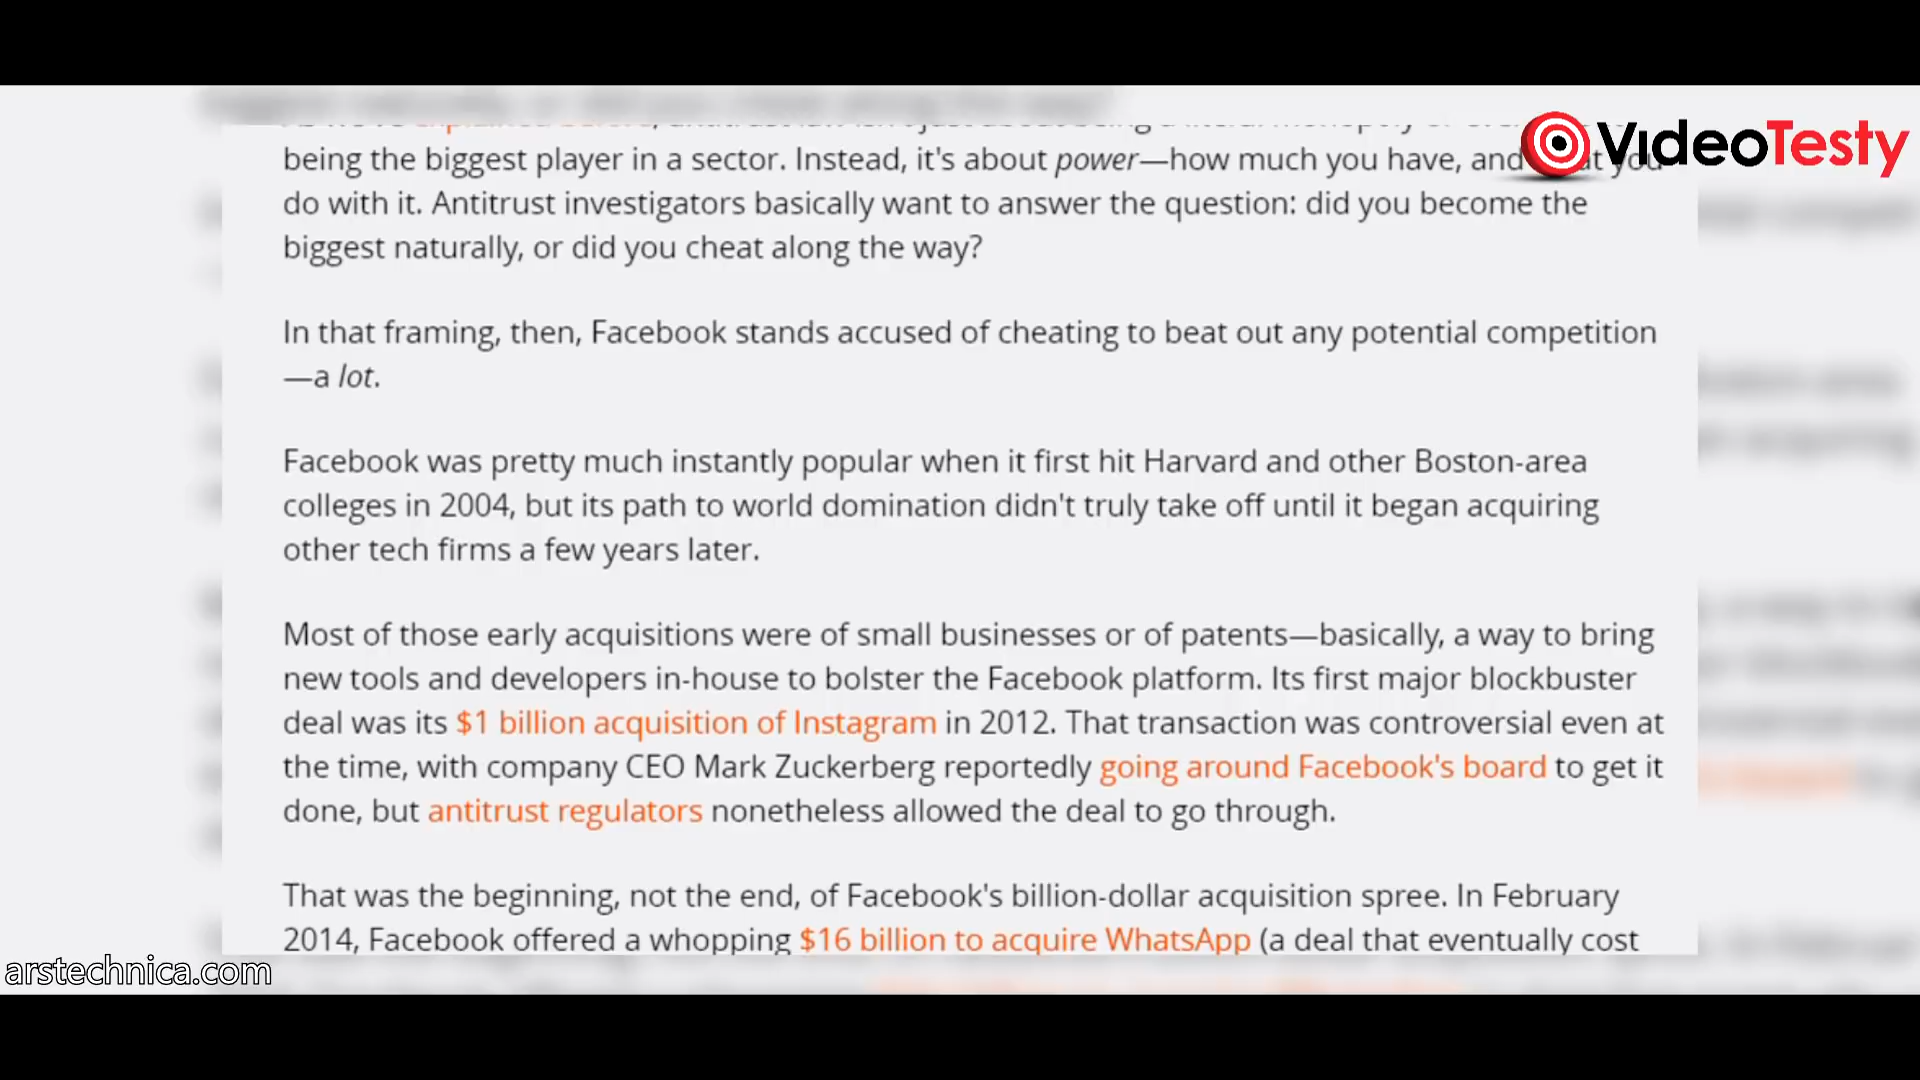 being the biggest player in a sector. Instead, it's about power—how much you have, and
VideoTesty
do with it. Antitrust investigators basically want to answer the question: did you become the
biggest naturally, or did you cheat along the way?
In that framing, then, Facebook stands accused of cheating to beat out any potential competition
—a lot.
Facebook was pretty much instantly popular when it first hit Harvard and other Boston-area
colleges in 2004, but its path to world domination didn't truly take off until it began acquiring
other tech firms a few years later.
Most of those early acquisitions were of small businesses or of patents—basically, a way to bring
new tools and developers in-house to bolster the Facebook platform. Its first major blockbuster
deal was its $1 billion acquisition of Instagram in 2012. That transaction was controversial even at
the time, with company CEO Mark Zuckerberg reportedly going around Facebook's board to get it
done, but antitrust regulators nonetheless allowed the deal to go through.
That was the beginning, not the end, of Facebook's billion-dollar acquisition spree. In February
2014, Facebook offered a whopping $16 billion to acquire WhatsApp (a deal that eventually cost
arstechnica.com